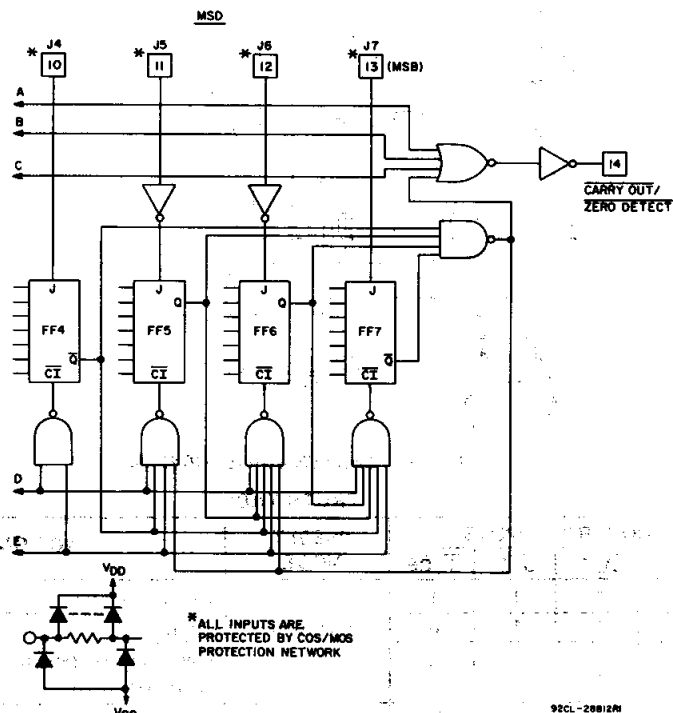 MSD
* J4 * J5 * J6 * J7
10 11 12 13 (MSB)
A
B
C
14
CARRY OUT/
ZERO DETECT
J J J J
Q Q
FF4 FF5 FF6 FF7
Q Q
CI CI CI CI
D
E
VDD
* ALL INPUTS ARE
PROTECTED BY COS/MOS
PROTECTION NETWORK
92CL-28812R1